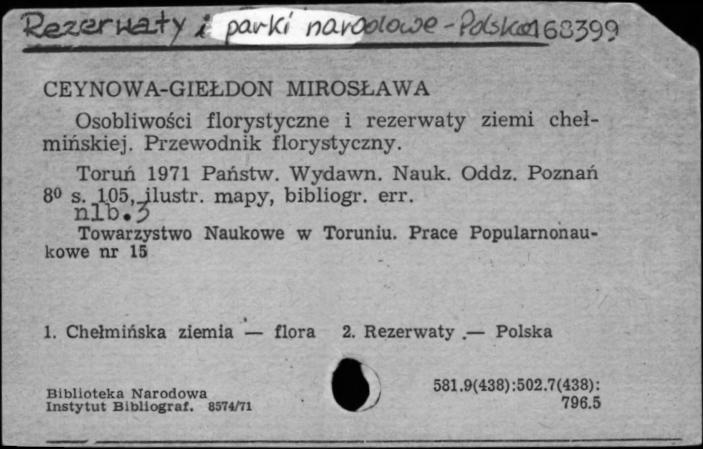 Rezerwaty i parki narodowe - Polska 168399
CEYNOWA-GIEŁDON MIROSŁAWA
Osobliwości florystyczne i rezerwaty ziemi cheł-
mińskiej. Przewodnik florystyczny.
Toruń 1971 Państw. Wydawn. Nauk. Oddz. Poznań
8⁰ s. 105, ilustr. mapy, bibliogr. err.
nlb. 3
Towarzystwo Naukowe w Toruniu. Prace Popularnonau-
kowe nr 15
1. Chełmińska ziemia — flora 2. Rezerwaty — Polska
Biblioteka Narodowa 581.9(438):502.7(438):
Instytut Bibliograf. 8574/71 796.5